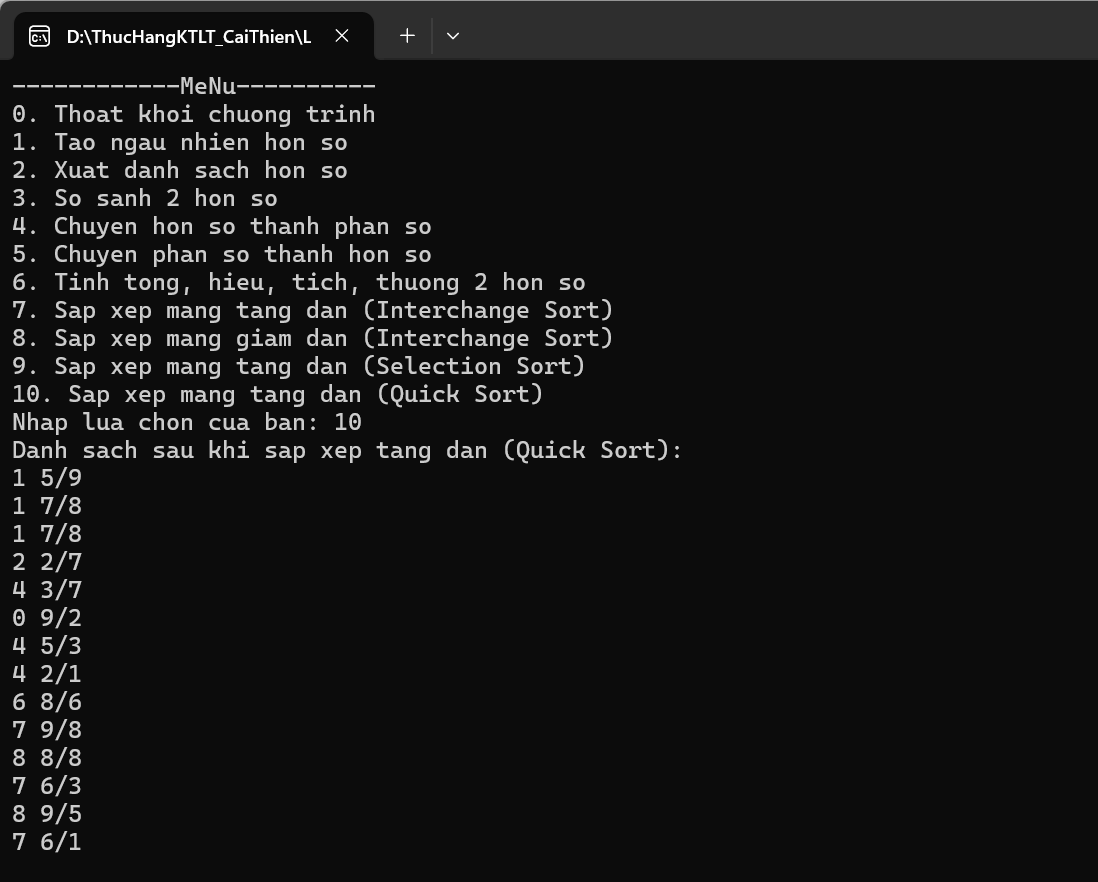 D:\ThucHangKTLT_CaiThien\L
------------MeNu----------
0. Thoat khoi chuong trinh
1. Tao ngau nhien hon so
2. Xuat danh sach hon so
3. So sanh 2 hon so
4. Chuyen hon so thanh phan so
5. Chuyen phan so thanh hon so
6. Tinh tong, hieu, tich, thuong 2 hon so
7. Sap xep mang tang dan (Interchange Sort)
8. Sap xep mang giam dan (Interchange Sort)
9. Sap xep mang tang dan (Selection Sort)
10. Sap xep mang tang dan (Quick Sort)
Nhap lua chon cua ban: 10
Danh sach sau khi sap xep tang dan (Quick Sort):
1 5/9
1 7/8
1 7/8
2 2/7
4 3/7
0 9/2
4 5/3
4 2/1
6 8/6
7 9/8
8 8/8
7 6/3
8 9/5
7 6/1